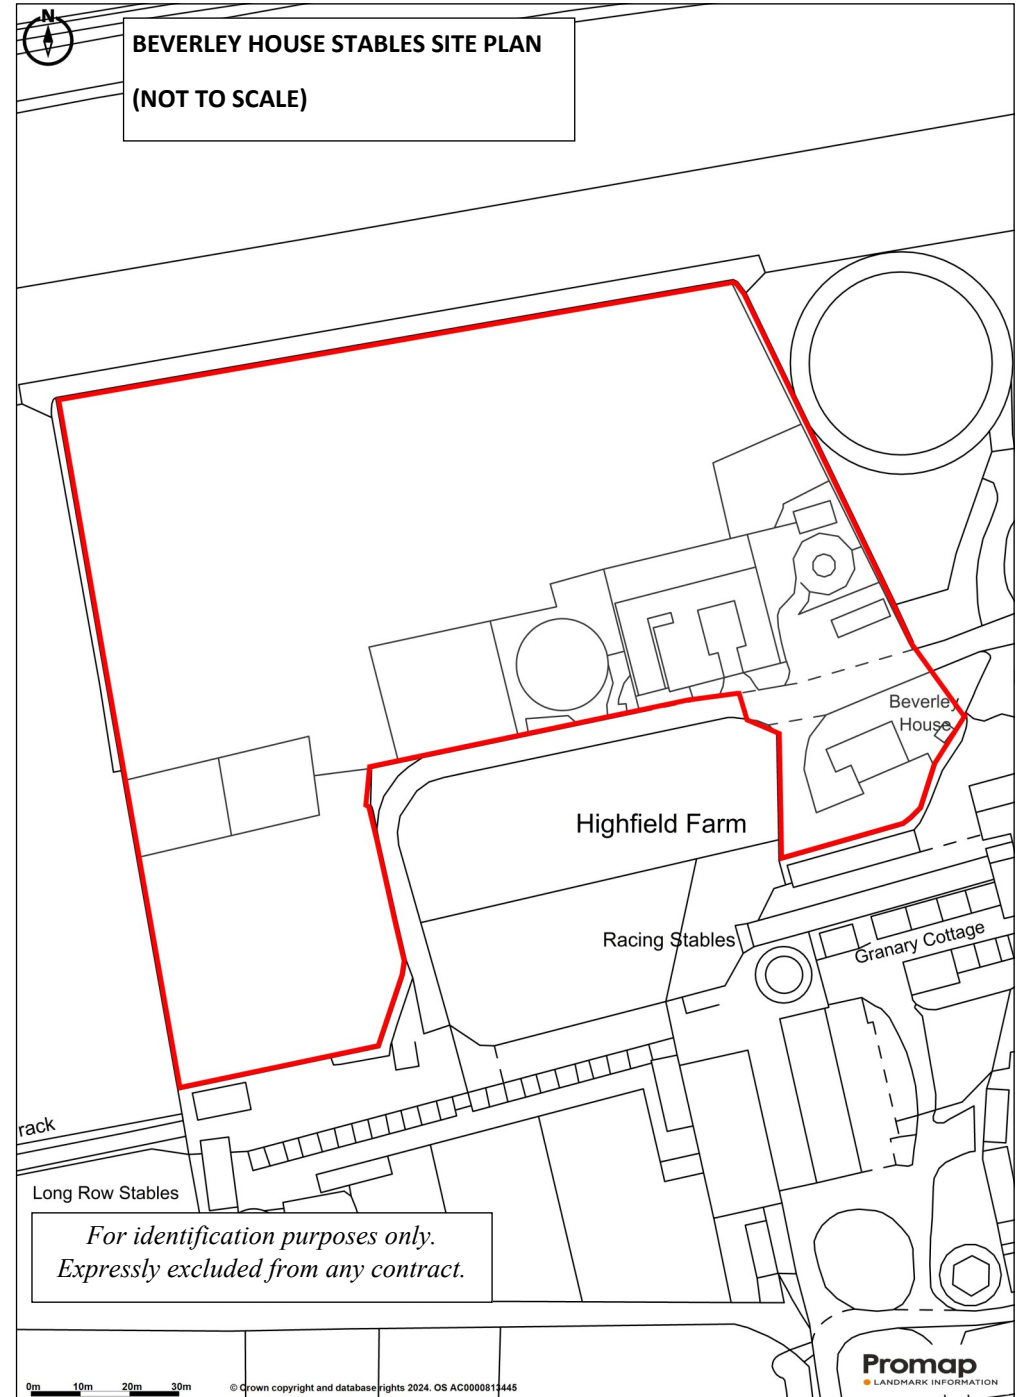 N
BEVERLEY HOUSE STABLES SITE PLAN
(NOT TO SCALE)
Beverley
House
Highfield Farm
Racing Stables
Granary Cottage
rack
Long Row Stables
For identification purposes only.
Expressly excluded from any contract.
0m 10m 20m 30m
© Crown copyright and database rights 2024. OS AC0000813445
Promap
LANDMARK INFORMATION